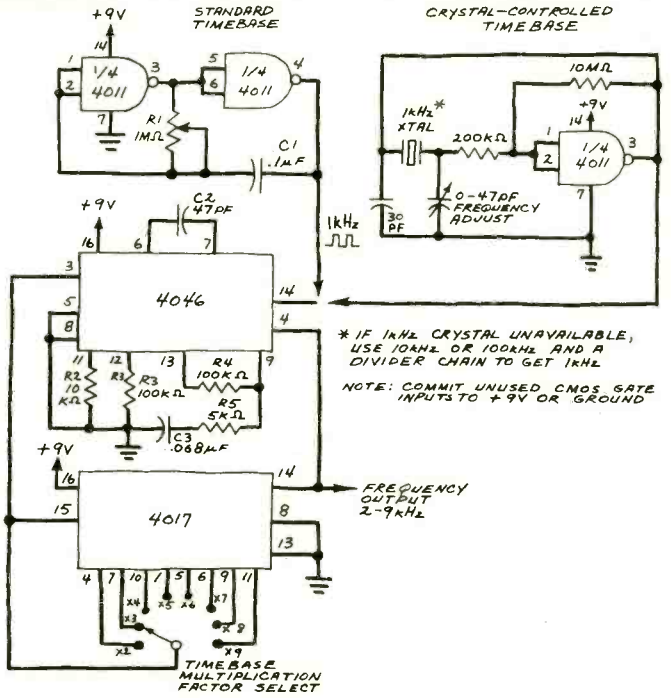 STANDARD
TIMEBASE
+9V
14
1
2
1/4
4011
3
7
R1
1MΩ
5
6
1/4
4011
4
C1
.1µF
CRYSTAL-CONTROLLED
TIMEBASE
10MΩ
1kHz*
XTAL
200kΩ
+9V
14
1
2
1/4
4011
3
7
30
PF
0-47pF
FREQUENCY
ADJUST
1kHz
+9V
16
C2
47PF
6
7
3
5
8
4046
14
4
11
12
13
9
R2
10
KΩ
R3
R3
100KΩ
R4
100KΩ
R5
5KΩ
C3
.068µF
* IF 1kHz CRYSTAL UNAVAILABLE,
USE 10kHz OR 100kHz AND A
DIVIDER CHAIN TO GET 1kHz
NOTE: COMMIT UNUSED CMOS GATE
INPUTS TO +9V OR GROUND
+9V
16
15
4017
14
8
13
FREQUENCY
OUTPUT
2-9kHz
4
7
10
1
5
6
9
11
X2
X3
X4
X5
X6
X7
X8
X9
TIMEBASE
MULTIPLICATION
FACTOR SELECT